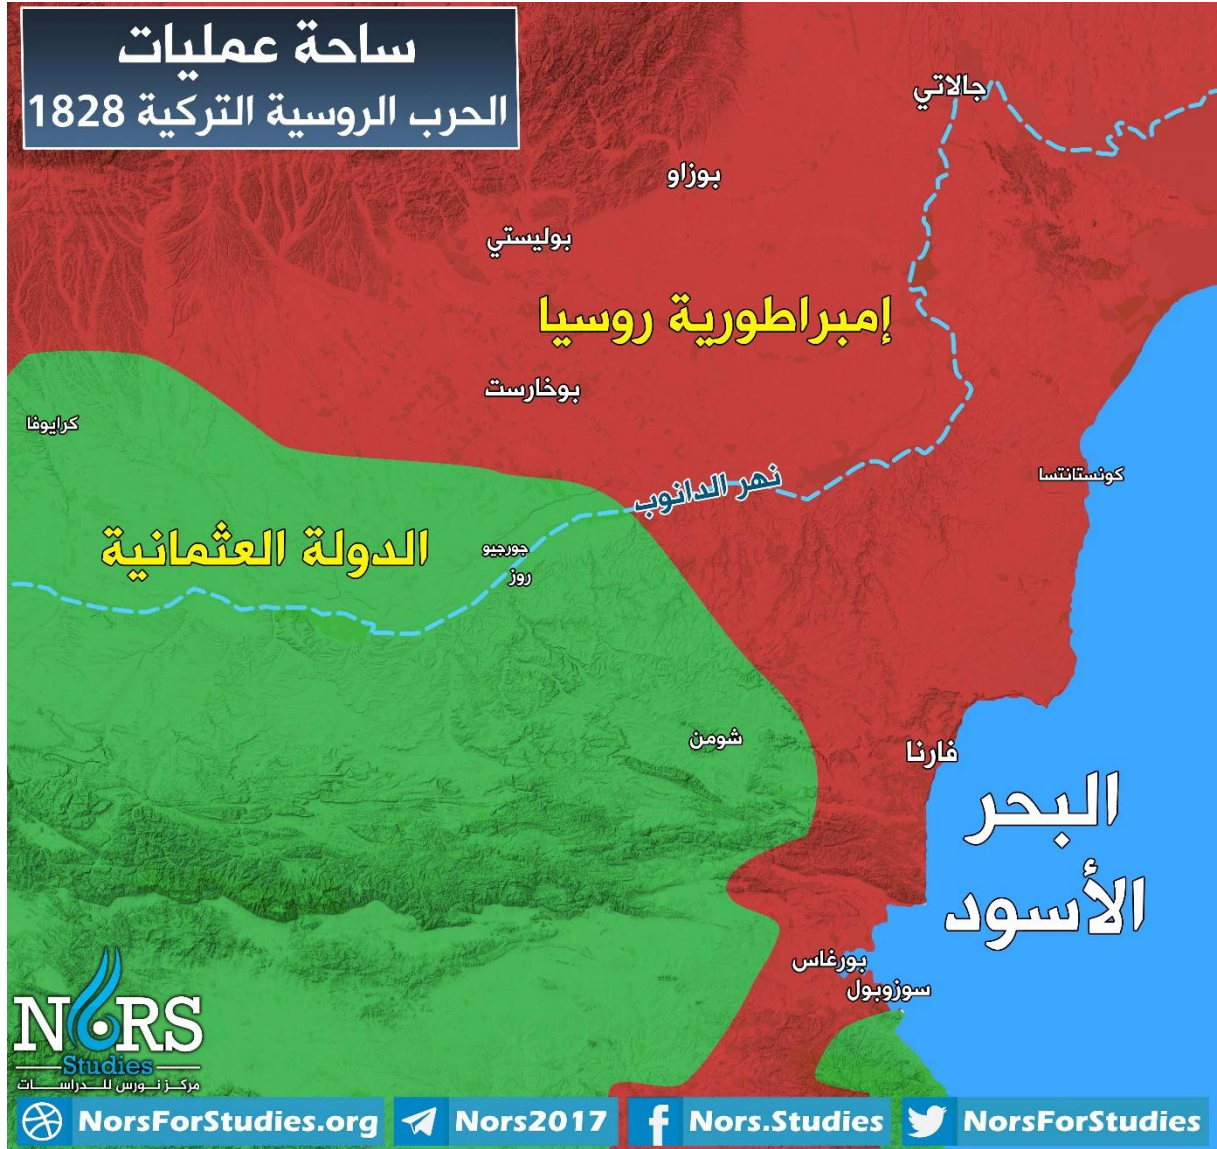 ساحة عمليات
الحرب الروسية التركية 1828
جالاتي
بوزاو
بوليستي
إمبراطورية روسيا
بوخارست
كرايوفا
كونستانتسا
نهر الدانوب
الدولة العثمانية
جورجيو
روز
شومن
فارنا
البحر
الأسود
بورغاس
سوزوبول
NORS
Studies
مركز نورس للدراسات
NorsForStudies.org
Nors2017
Nors.Studies
NorsForStudies